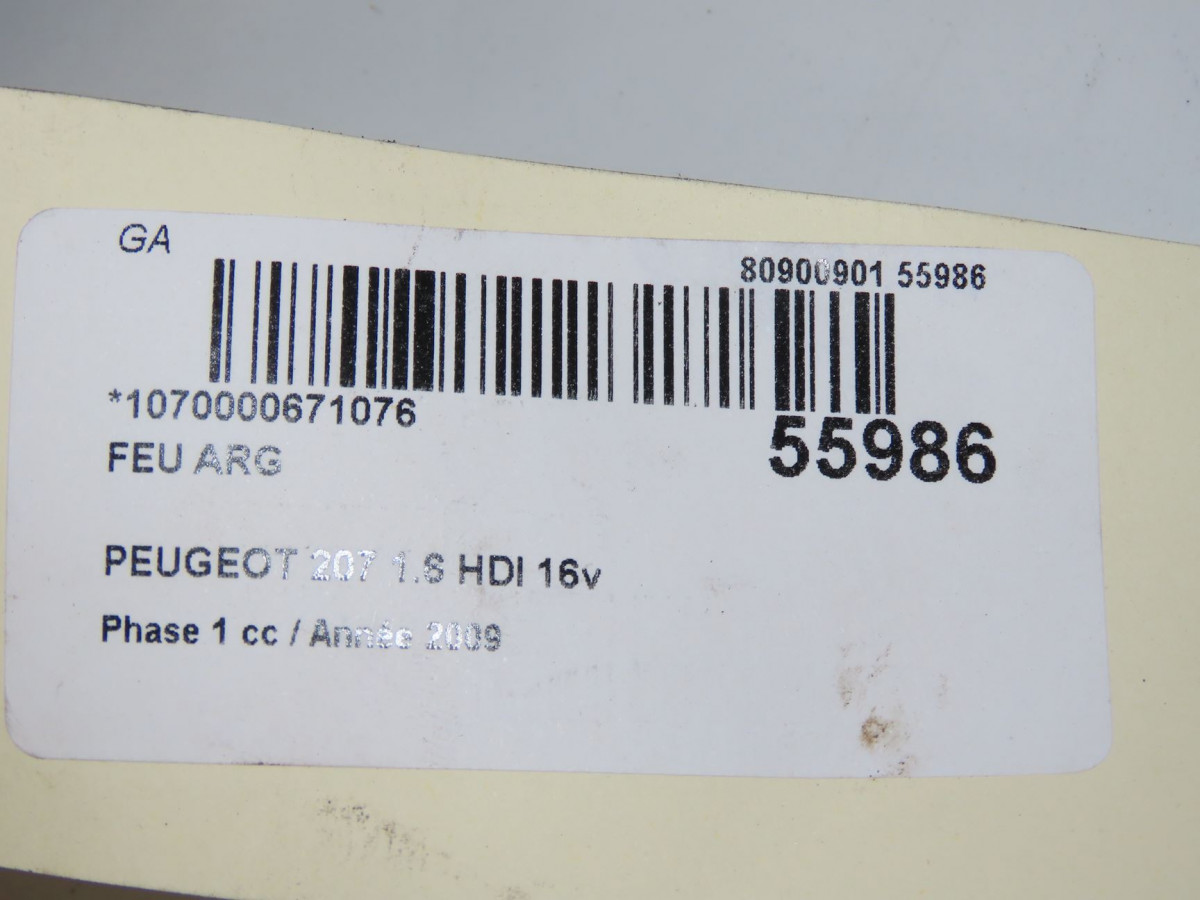 GA
80900901 55986
*1070000671076
55986
FEU ARG
PEUGEOT 207 1.6 HDI 16v
Phase 1 cc / Année 2009